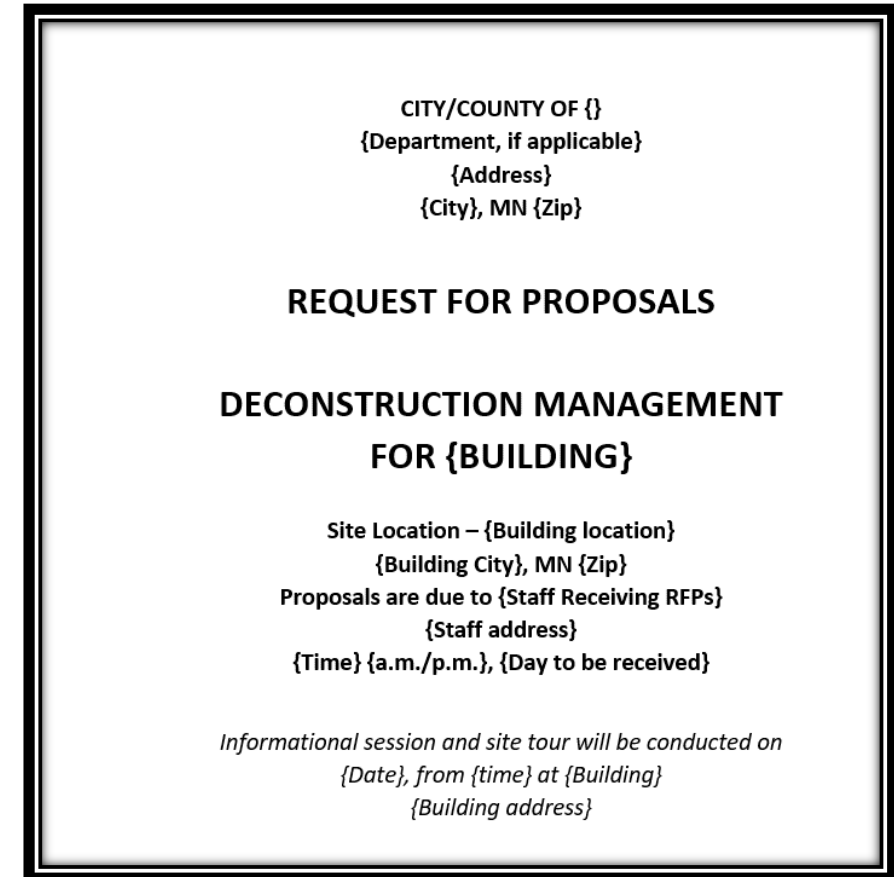 CITY/COUNTY OF {}
{Department, if applicable}
{Address}
{City}, MN {Zip}
REQUEST FOR PROPOSALS
DECONSTRUCTION MANAGEMENT
FOR {BUILDING}
Site Location – {Building location}
{Building City}, MN {Zip}
Proposals are due to {Staff Receiving RFPs}
{Staff address}
{Time} {a.m./p.m.}, {Day to be received}
Informational session and site tour will be conducted on
{Date}, from {time} at {Building}
{Building address}